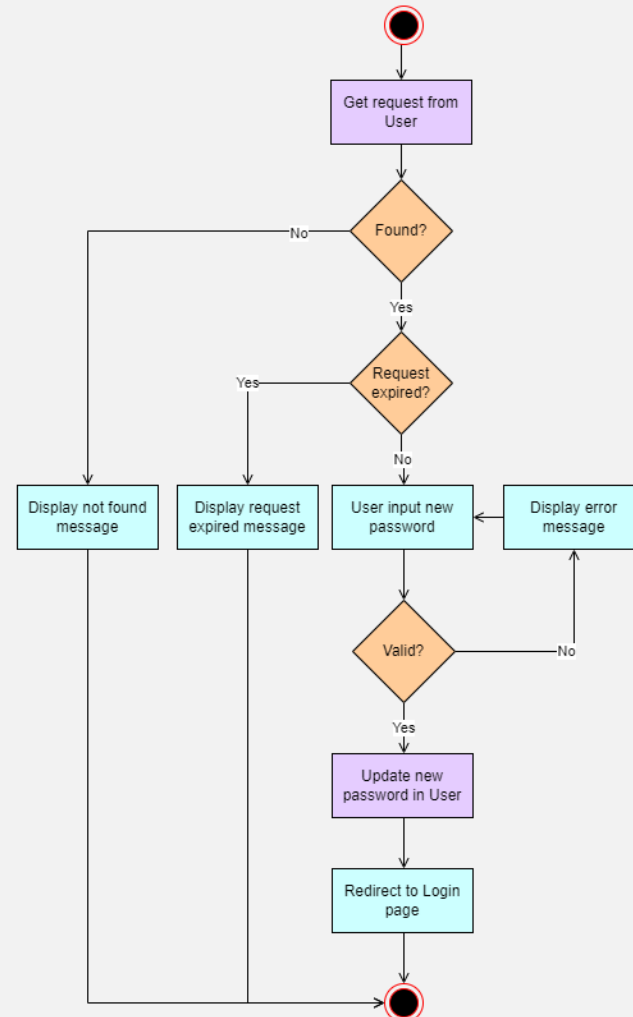 Get request from
User
Found?
No
Yes
Request
expired?
Yes
No
Display not found
message
Display request
expired message
User input new
password
Display error
message
Valid?
No
Yes
Update new
password in User
Redirect to Login
page